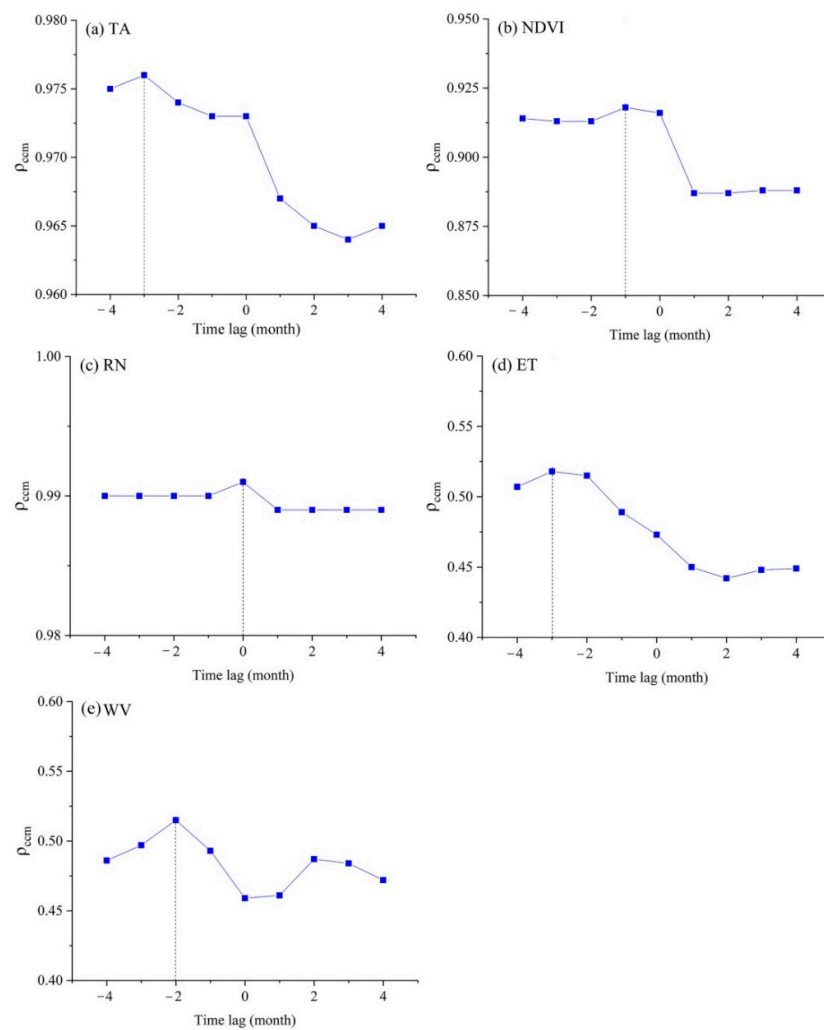 (a) TA
0.980
0.975
0.970
0.965
0.960
ρccm
−4 −2 0 2 4
Time lag (month)
(b) NDVI
0.950
0.925
0.900
0.875
0.850
ρccm
−4 −2 0 2 4
Time lag (month)
(c) RN
1.00
0.99
0.98
ρccm
−4 −2 0 2 4
Time lag (month)
(d) ET
0.60
0.55
0.50
0.45
0.40
ρccm
−4 −2 0 2 4
Time lag (month)
(e) WV
0.60
0.55
0.50
0.45
0.40
ρccm
−4 −2 0 2 4
Time lag (month)